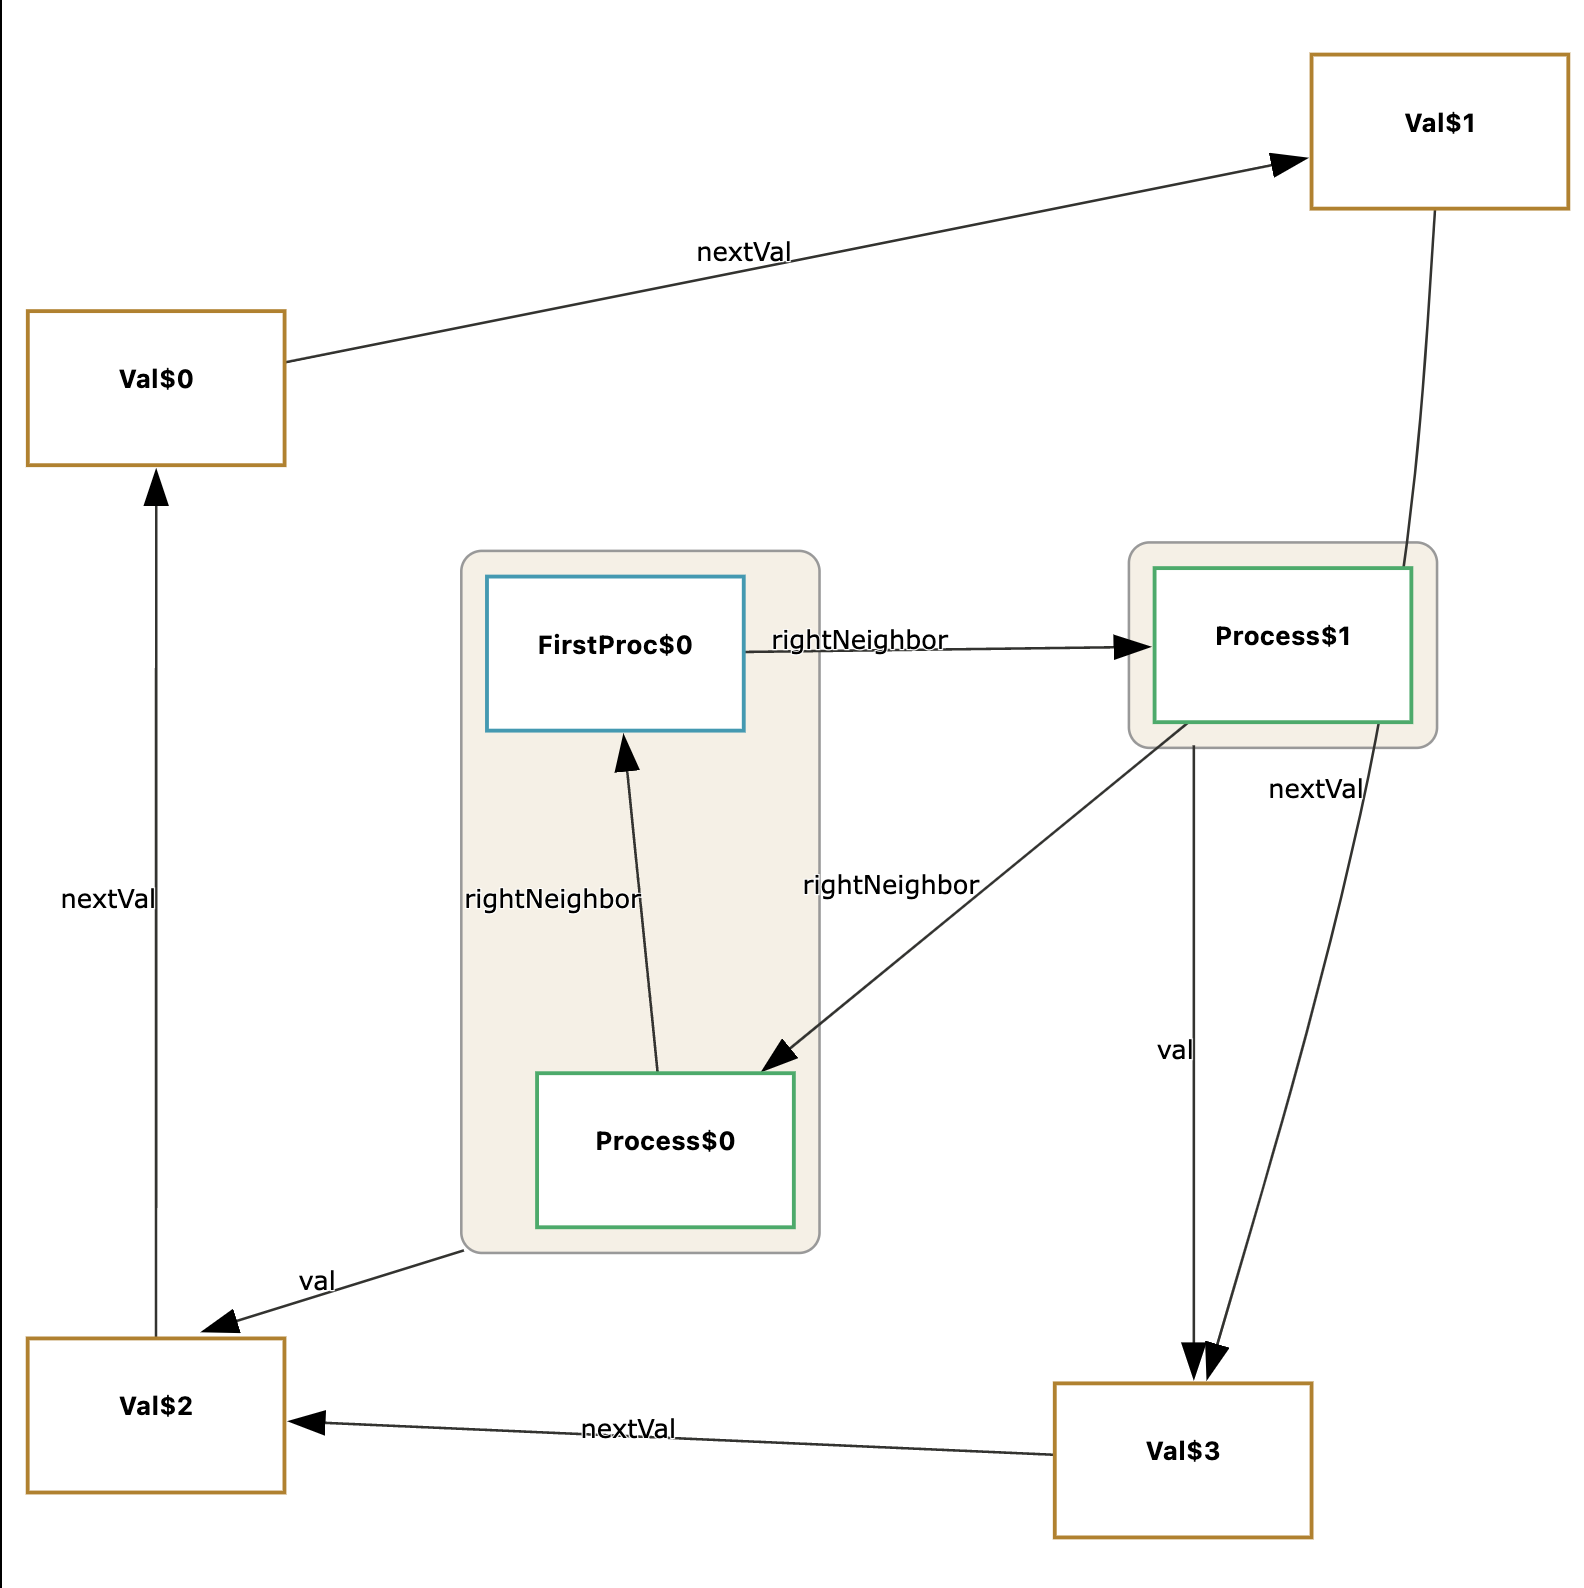 Val$1
nextVal
Val$0
FirstProc$0
rightNeighbor
Process$1
nextVal
rightNeighbor
rightNeighbor
nextVal
val
Process$0
val
Val$2
nextVal
Val$3